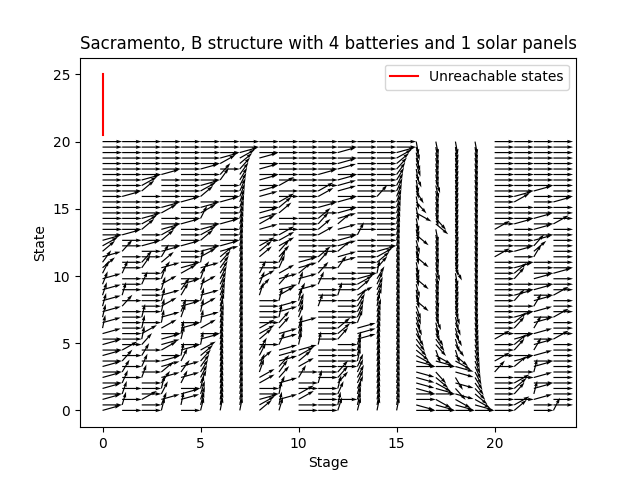 Sacramento, B structure with 4 batteries and 1 solar panels
Unreachable states
25
20
15
10
5
0
State
0
5
10
15
20
Stage